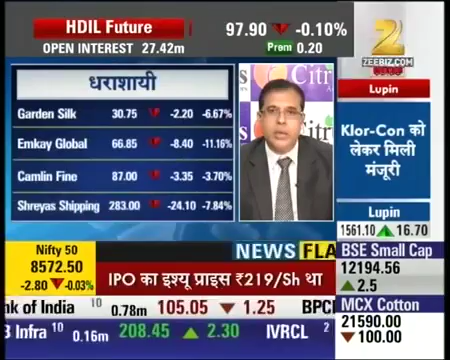 HDIL Future
OPEN INTEREST 27.42m
97.90 -0.10%
Prem 0.20
ZEEBIZ.COM
धराशायी
Garden Silk 30.75 -2.20 -6.67%
Emkay Global 66.85 -8.40 -11.16%
Camlin Fine 87.00 -3.35 -3.70%
Shreyas Shipping 283.00 -24.10 -7.84%
Citr
Lupin
Klor-Con को
लेकर मिली
मंजूरी
Lupin
1561.10 16.70
Nifty 50
8572.50
-2.80 -0.03%
NEWS FLA
IPO का इश्यू प्राइस ₹219/Sh था
BSE Small Cap
12194.56
2.5
MCX Cotton
21590.00
100.00
nk of India 10 0.78m 105.05 1.25 BPCL
B Infra 10 0.16m 208.45 2.30 IVRCL 2